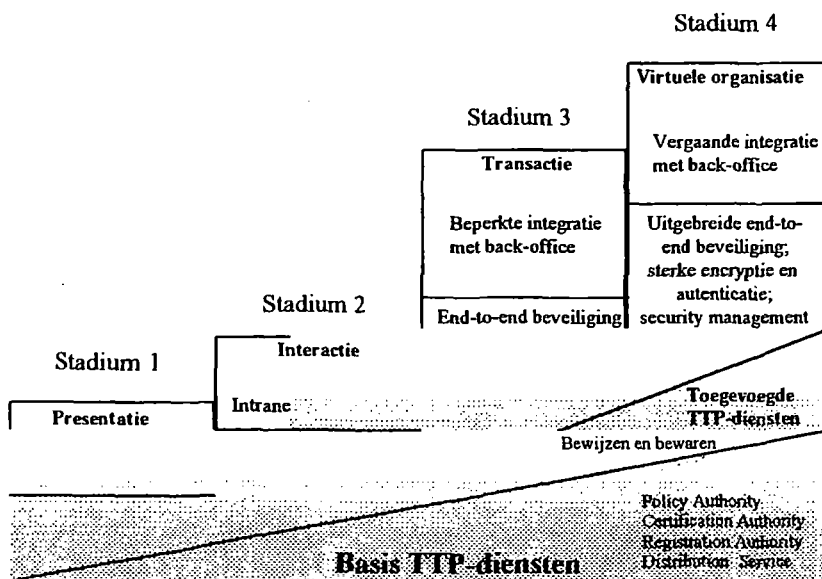 Stadium 4
Virtuele organisatie
Vergaande integratie
met back-office
Uitgebreide end-to-
end beveiliging;
sterke encryptie en
autenticatie;
security management
Stadium 3
Transactie
Beperkte integratie
met back-office
End-to-end beveiliging
Stadium 2
Interactie
Intrane
Stadium 1
Presentatie
Toegevoegde
TTP-diensten
Bewijzen en bewaren
Policy Authority
Certification Authority
Registration Authority
Distribution Service
Basis TTP-diensten